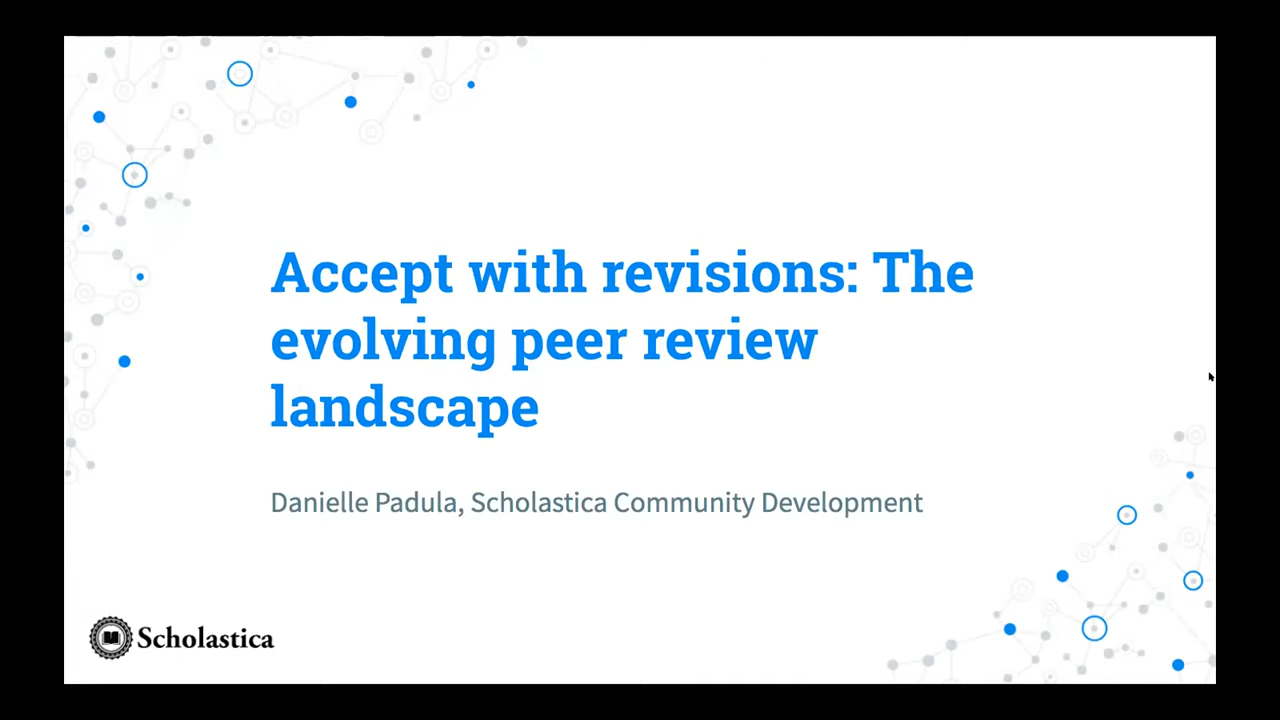 Accept with revisions: The
evolving peer review
landscape
Danielle Padula, Scholastica Community Development
Scholastica